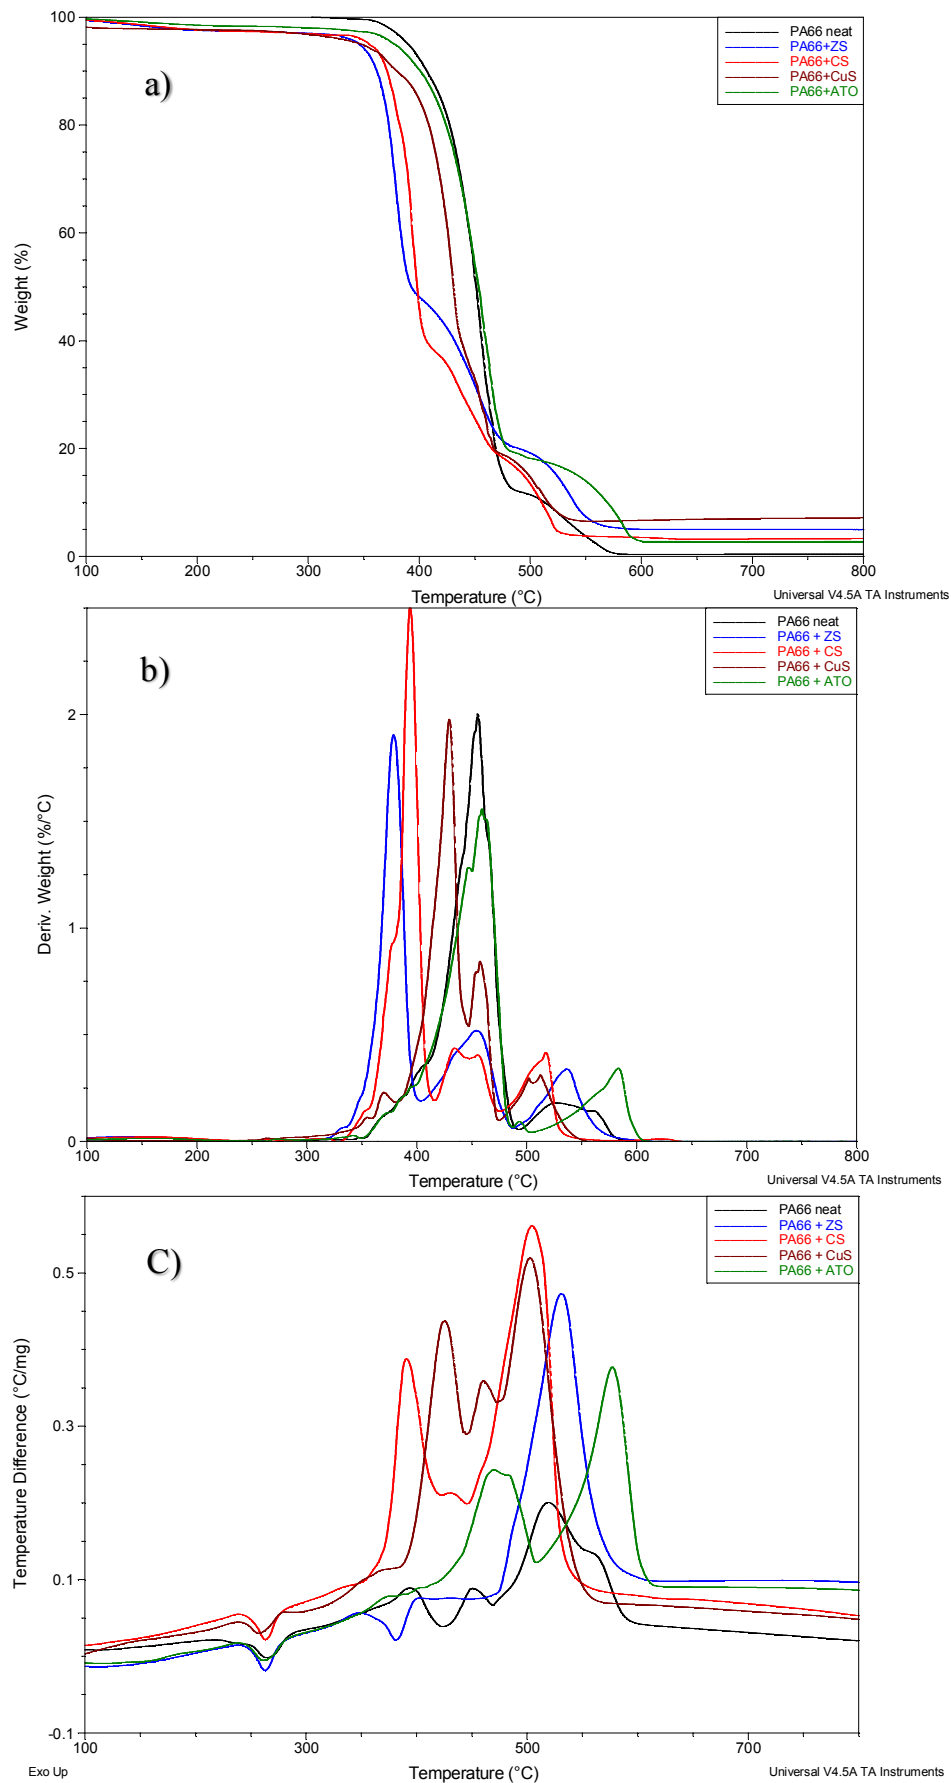 100
80
60
40
20
0
Weight (%)
a)
PA66 neat
PA66+ZS
PA66+CS
PA66+CuS
PA66+ATO
100 200 300 400 500 600 700 800
Temperature (°C)
Universal V4.5A TA Instruments
2
1
0
Deriv. Weight (%/°C)
b)
PA66 neat
PA66 + ZS
PA66 + CS
PA66 + CuS
PA66 + ATO
100 200 300 400 500 600 700 800
Temperature (°C)
Universal V4.5A TA Instruments
0.5
0.3
0.1
-0.1
Temperature Difference (°C/mg)
C)
PA66 neat
PA66 + ZS
PA66 + CS
PA66 + CuS
PA66 + ATO
100 300 500 700
Exo Up
Temperature (°C)
Universal V4.5A TA Instruments